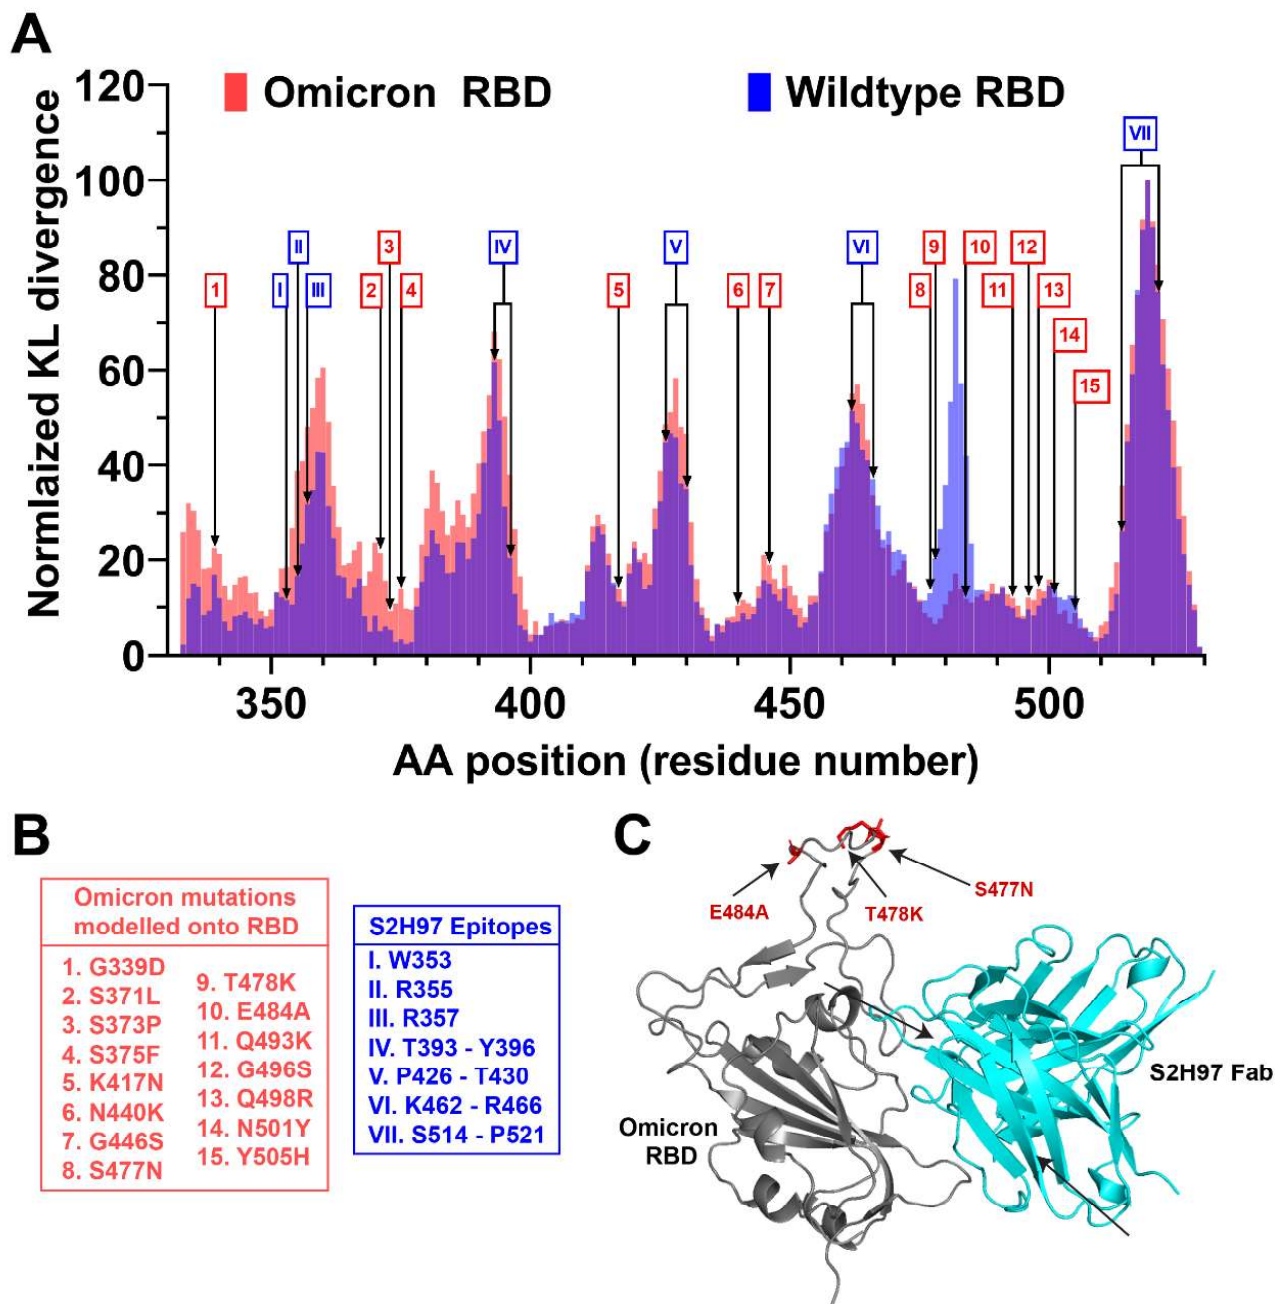 A
Omicron RBD
Wildtype RBD
Normlaized KL divergence
120
100
80
60
40
20
0
VII
II
3
IV
V
VI
9
10
12
1
I
III
2
4
5
6
7
8
11
13
14
15
350
400
450
500
AA position (residue number)
B
Omicron mutations
modelled onto RBD
1. G339D
2. S371L
3. S373P
4. S375F
5. K417N
6. N440K
7. G446S
8. S477N
9. T478K
10. E484A
11. Q493K
12. G496S
13. Q498R
14. N501Y
15. Y505H
S2H97 Epitopes
I. W353
II. R355
III. R357
IV. T393 - Y396
V. P426 - T430
VI. K462 - R466
VII. S514 - P521
C
E484A
T478K
S477N
S2H97 Fab
Omicron
RBD